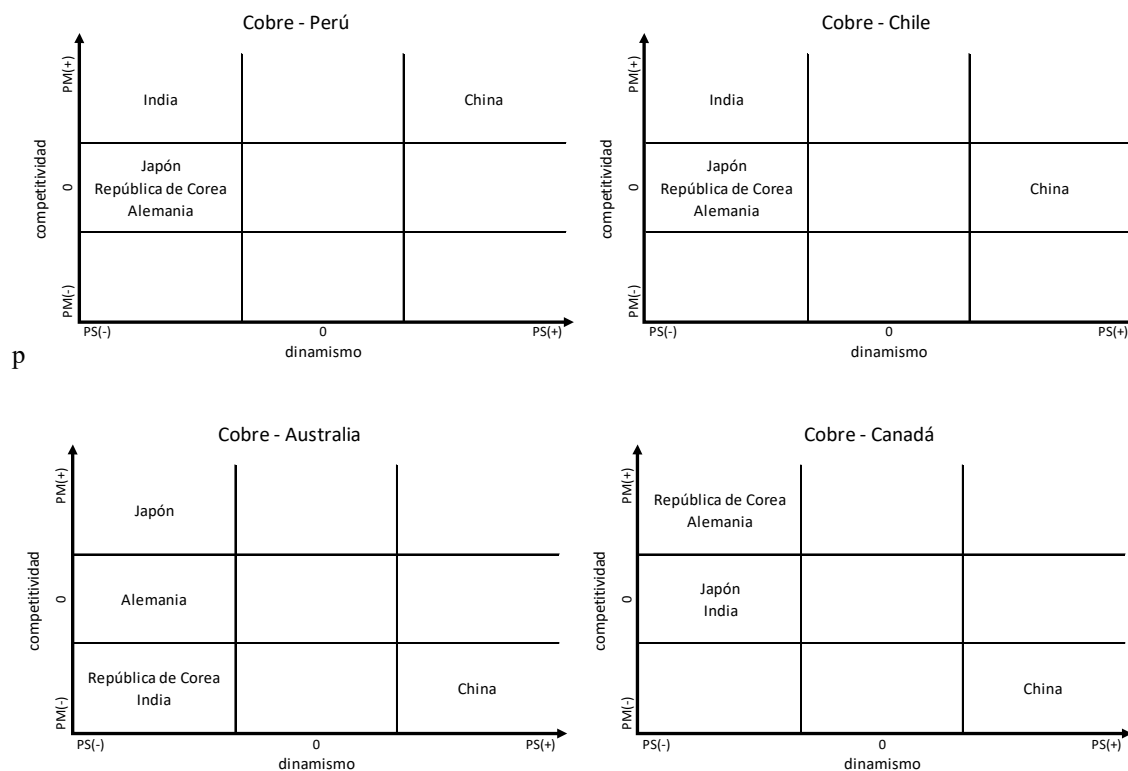 Cobre - Perú
PM(+)
India
China
competitividad
0
Japón
República de Corea
Alemania
PM(-)
PS(-)
0
PS(+)
dinamismo
Cobre - Chile
PM(+)
India
competitividad
0
Japón
República de Corea
Alemania
China
PM(-)
PS(-)
0
PS(+)
dinamismo
p
Cobre - Australia
PM(+)
Japón
competitividad
0
Alemania
República de Corea
India
China
PM(-)
PS(-)
0
PS(+)
dinamismo
Cobre - Canadá
PM(+)
República de Corea
Alemania
competitividad
0
Japón
India
China
PM(-)
PS(-)
0
PS(+)
dinamismo